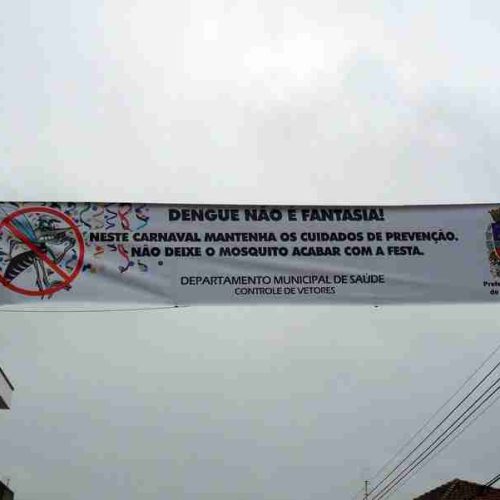 DENGUE NÃO É FANTASIA!
NESTE CARNAVAL MANTENHA OS CUIDADOS DE PREVENÇÃO.
NÃO DEIXE O MOSQUITO ACABAR COM A FESTA.
DEPARTAMENTO MUNICIPAL DE SAÚDE
CONTROLE DE VETORES